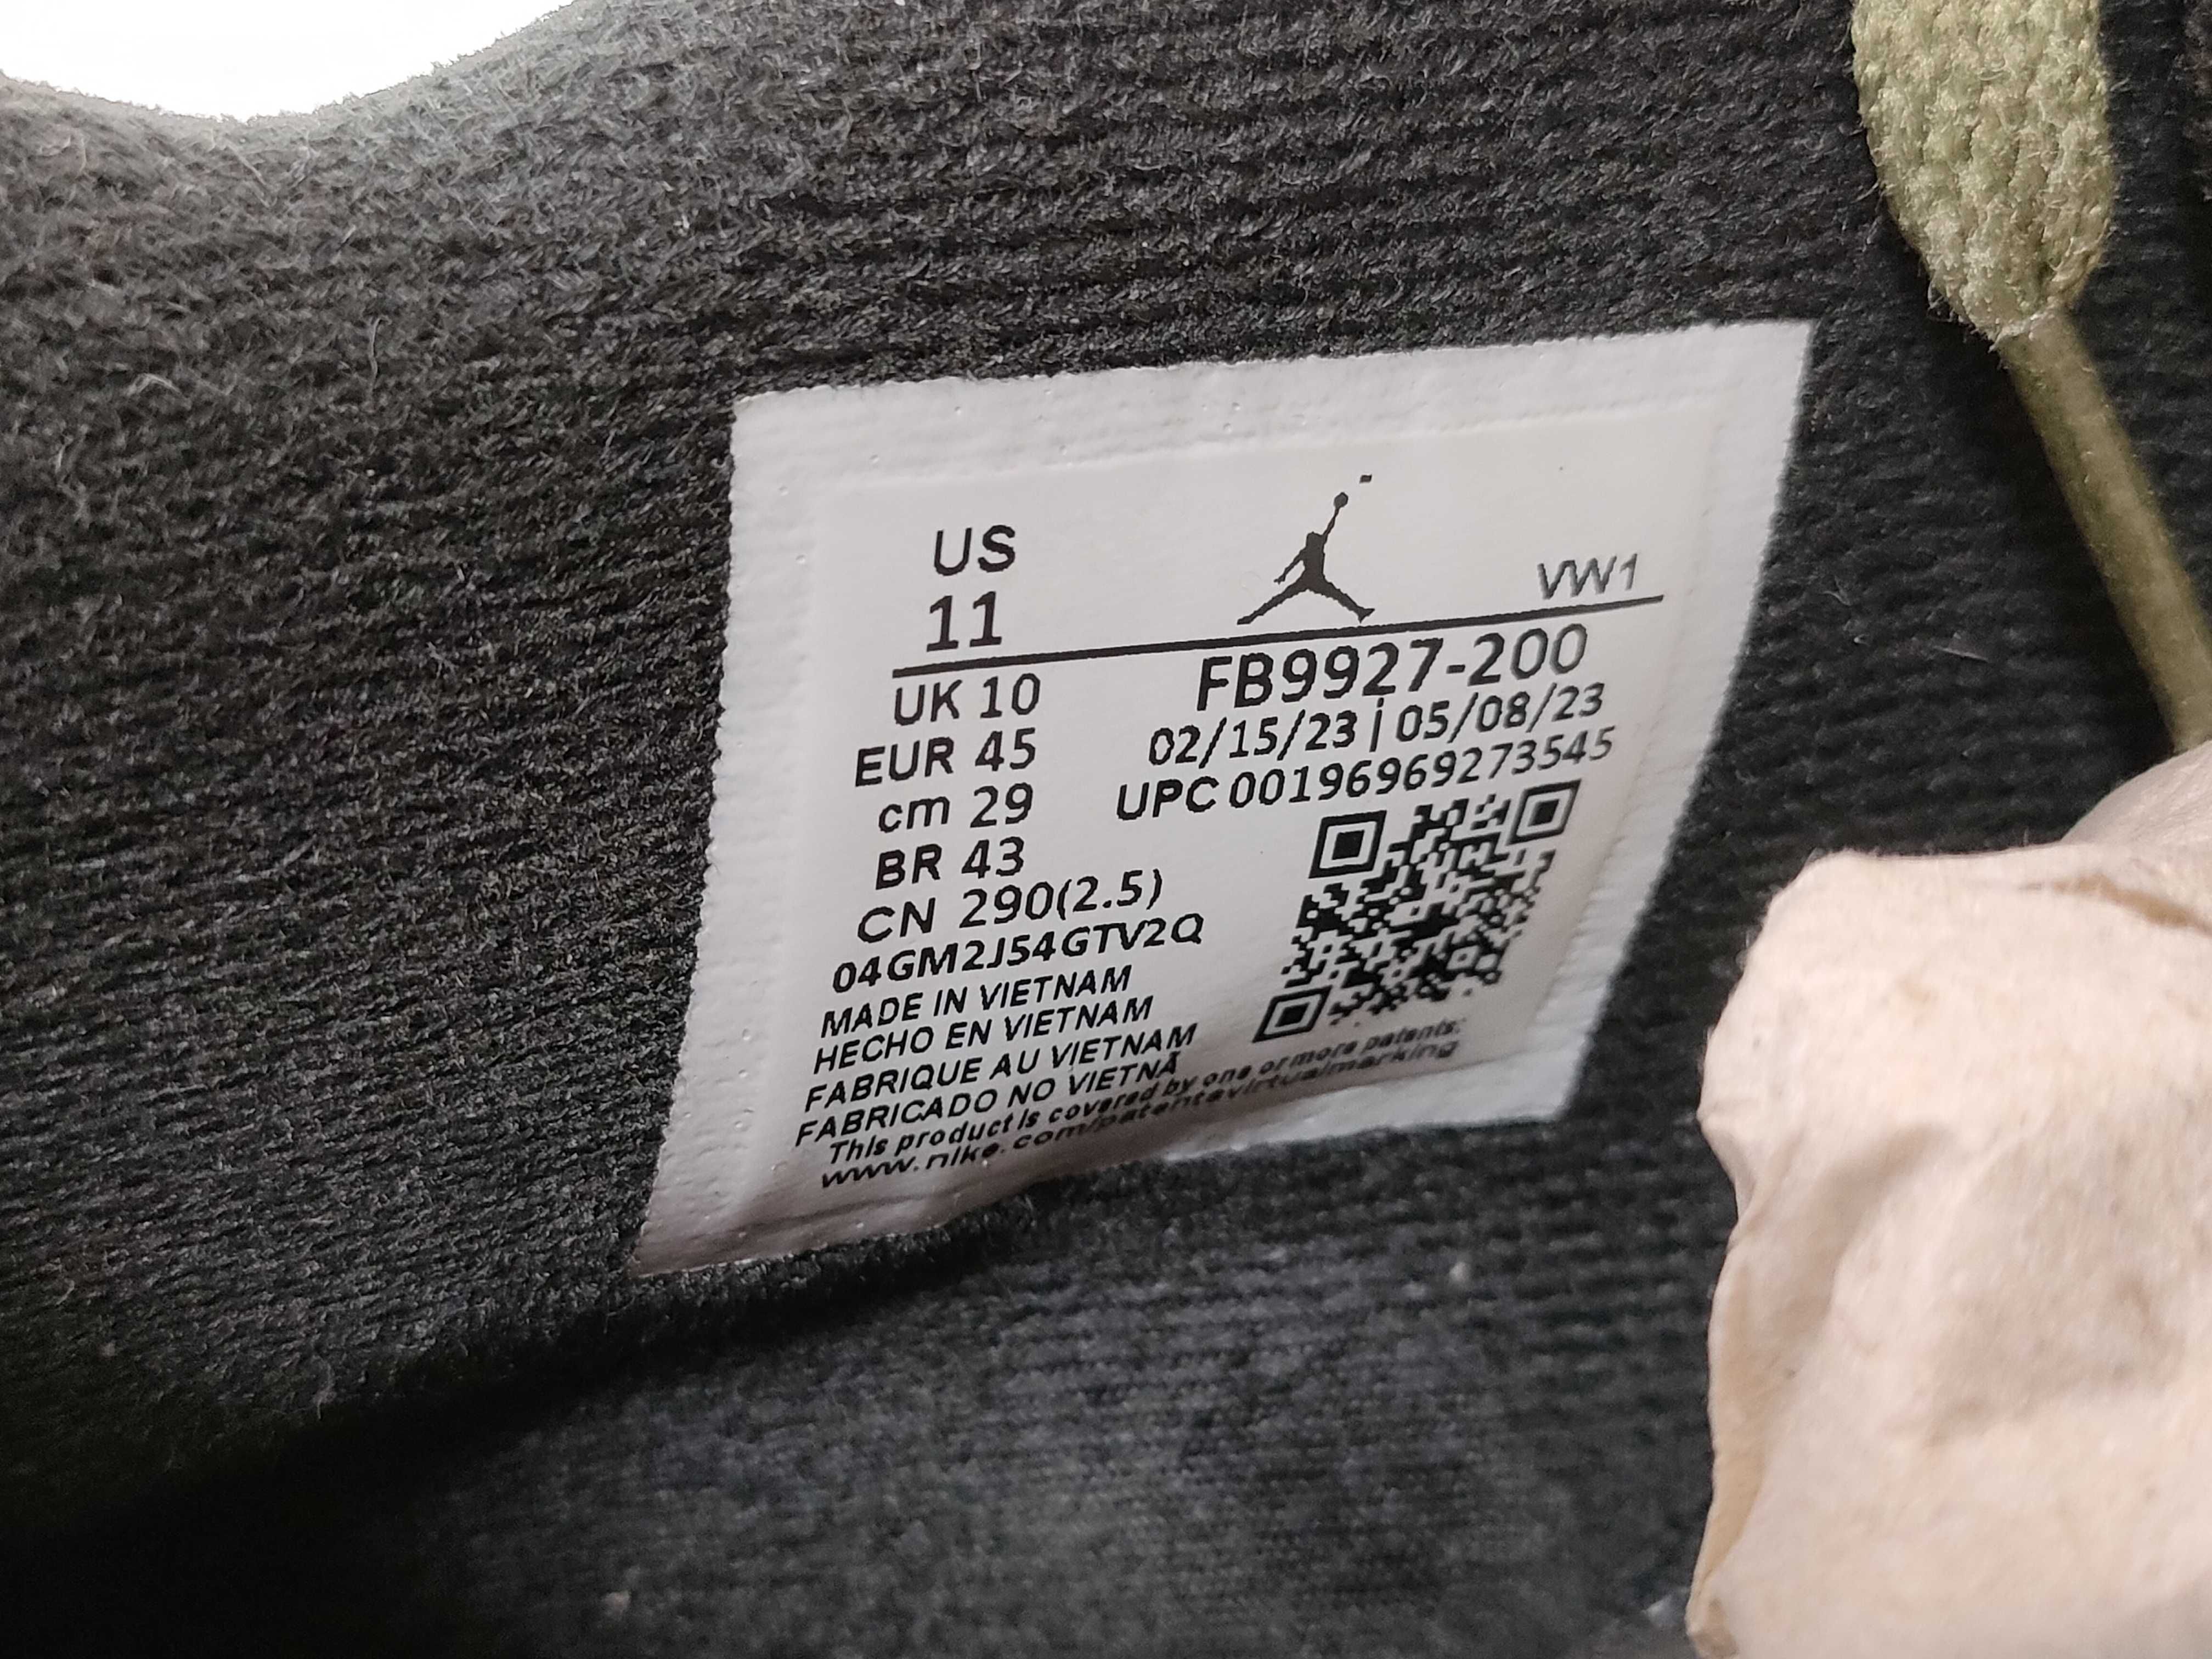 US
11
VW1
UK 10
EUR 45
cm 29
BR 43
CN 290(2.5)
FB9927-200
02/15/23 | 05/08/23
UPC 00196969273545
04GM2J54GTV2Q
MADE IN VIETNAM
HECHO EN VIETNAM
FABRIQUE AU VIETNAM
FABRICADO NO VIETNÃ
This product is covered by one or more patents:
www.nike.com/patentsvirtualmarking